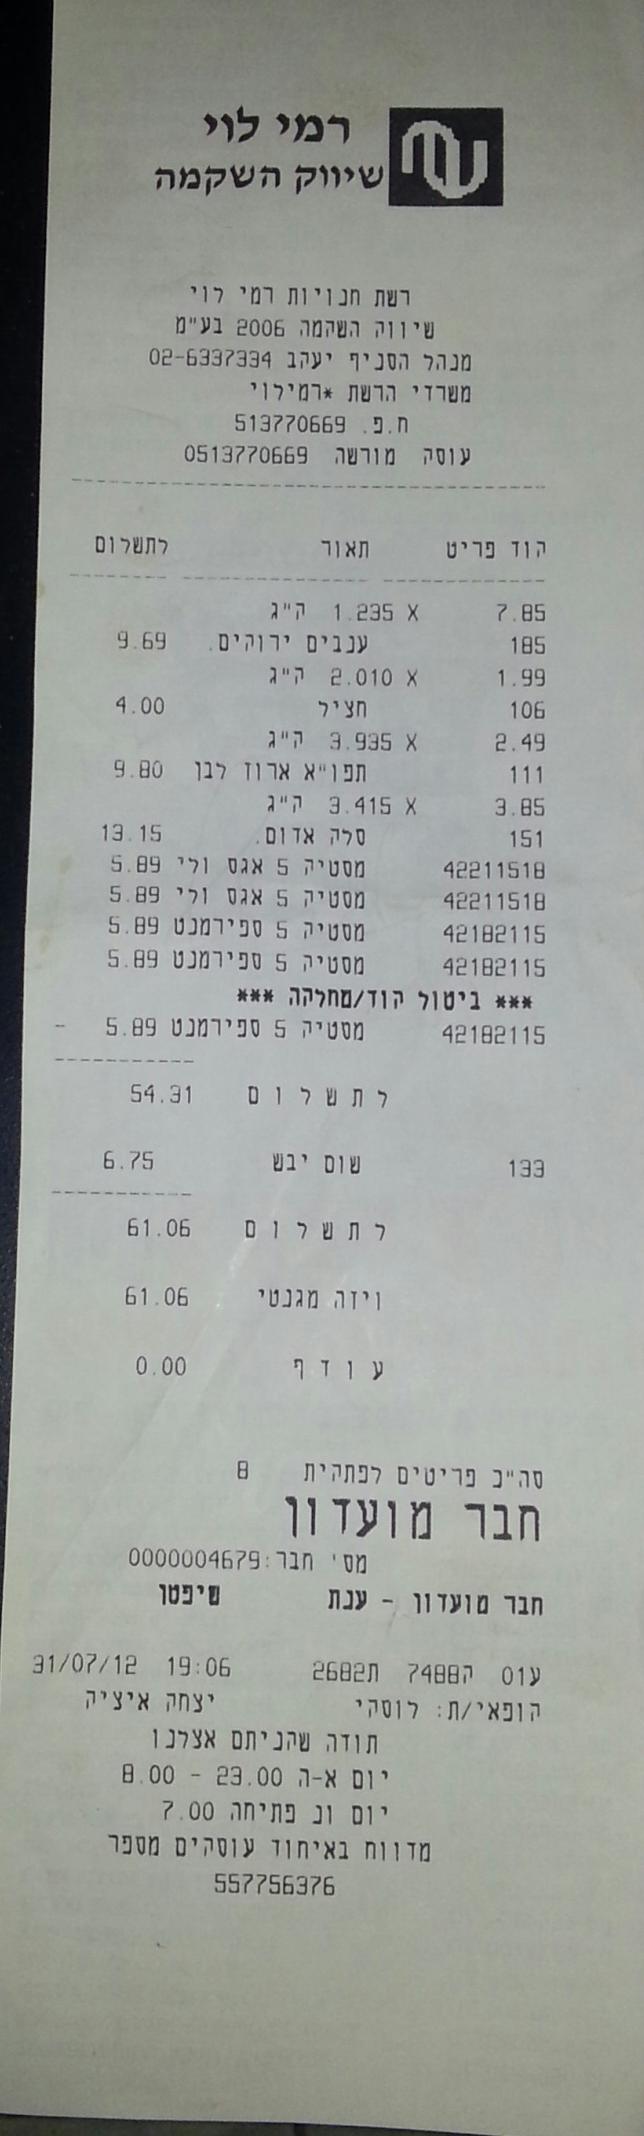 רמי לוי
שיווק השקמה
רשת חנויות רמי לוי
שיווק השקמה 2006 בע"מ
מנהל הסניף יעקב 02-6337334
משרדי הרשת *רמילוי
ח.פ. 513770669
עוסק מורשה 0513770669
קוד פריט תאור לתשלום
7.85 X 1.235 ק"ג
185 ענבים ירוקים. 9.69
1.99 X 2.010 ק"ג
106 חציל 4.00
2.49 X 3.935 ק"ג
111 תפו"א ארוז לבן 9.80
3.85 X 3.415 ק"ג
151 סלק אדום. 13.15
42211518 מסטיק 5 אגס ולי 5.89
42211518 מסטיק 5 אגס ולי 5.89
42182115 מסטיק 5 ספירמנט 5.89
42182115 מסטיק 5 ספירמנט 5.89
*** ביטול קוד/מחלקה ***
42182115 מסטיק 5 ספירמנט 5.89 -
לתשלום 54.31
133 שום יבש 6.75
לתשלום 61.06
ויזה מגנטי 61.06
עודף 0.00
סה"כ פריטים לפתקית 8
חבר מועדון
מס' חבר:0000004679
חבר מועדון - ענת שיפטן
ע01 ק7488 ת2682 19:06 31/07/12
קופאי/ת: לוסקי יצחק איציק
תודה שקניתם אצלנו
יום א-ה 23.00 - 8.00
יום ונ פתיחה 7.00
מדווח באיחוד עוסקים מספר
557756376